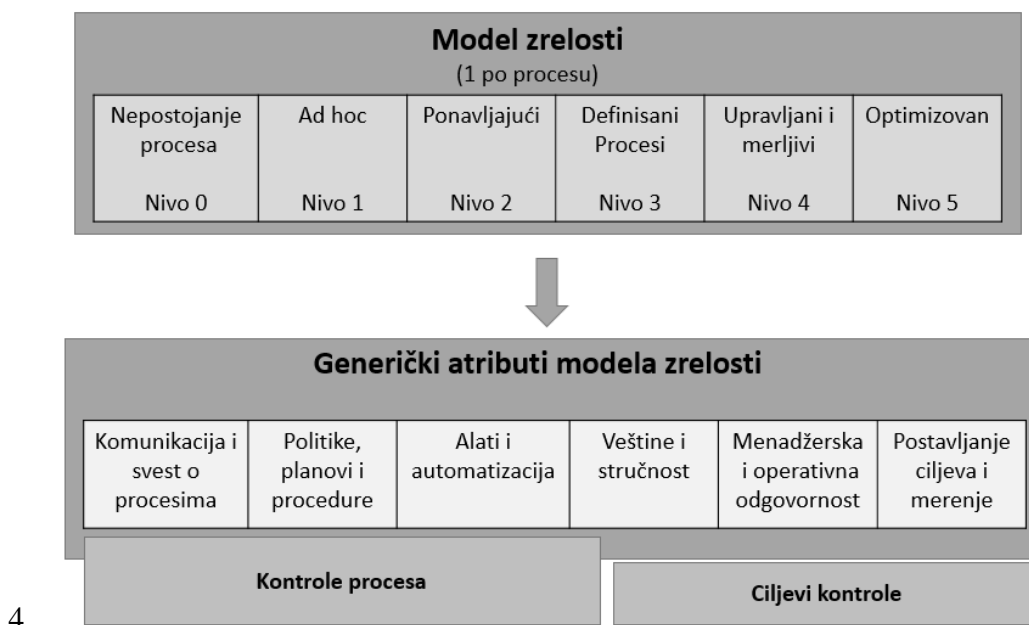 Model zrelosti
(1 po procesu)
Nepostojanje
procesa
Nivo 0
Ad hoc
Nivo 1
Ponavljajući
Nivo 2
Definisani
Procesi
Nivo 3
Upravljani i
merljivi
Nivo 4
Optimizovan
Nivo 5
Generički atributi modela zrelosti
Komunikacija i
svest o
procesima
Politike,
planovi i
procedure
Alati i
automatizacija
Veštine i
stručnost
Menadžerska
i operativna
odgovornost
Postavljanje
ciljeva i
merenje
Kontrole procesa
Ciljevi kontrole
4